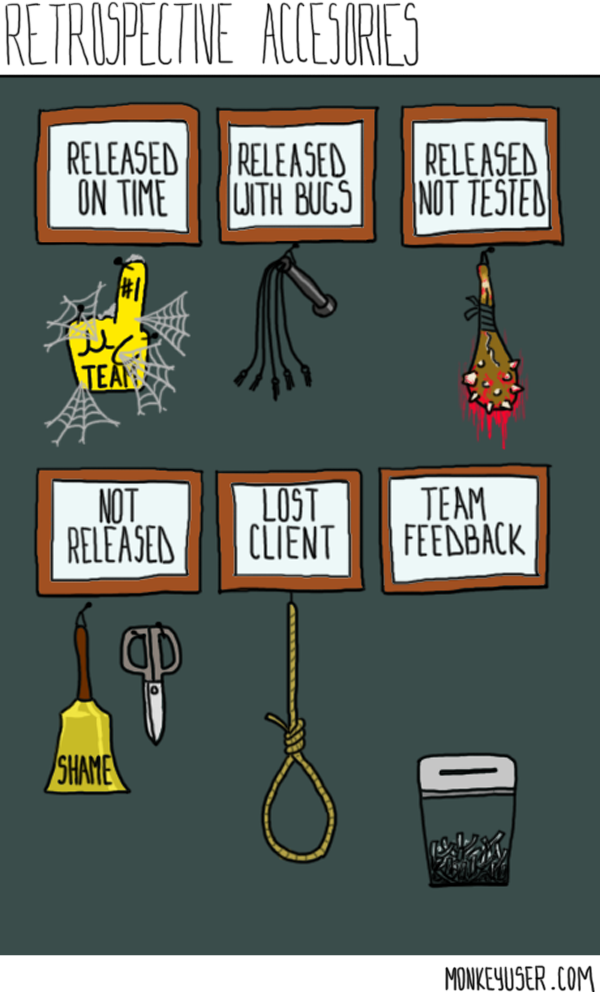 RETROSPECTIVE ACCESORIES
RELEASED
ON TIME
RELEASED
WITH BUGS
RELEASED
NOT TESTED
#1
TEAM
NOT
RELEASED
LOST
CLIENT
TEAM
FEEDBACK
SHAME
MONKEYUSER.COM